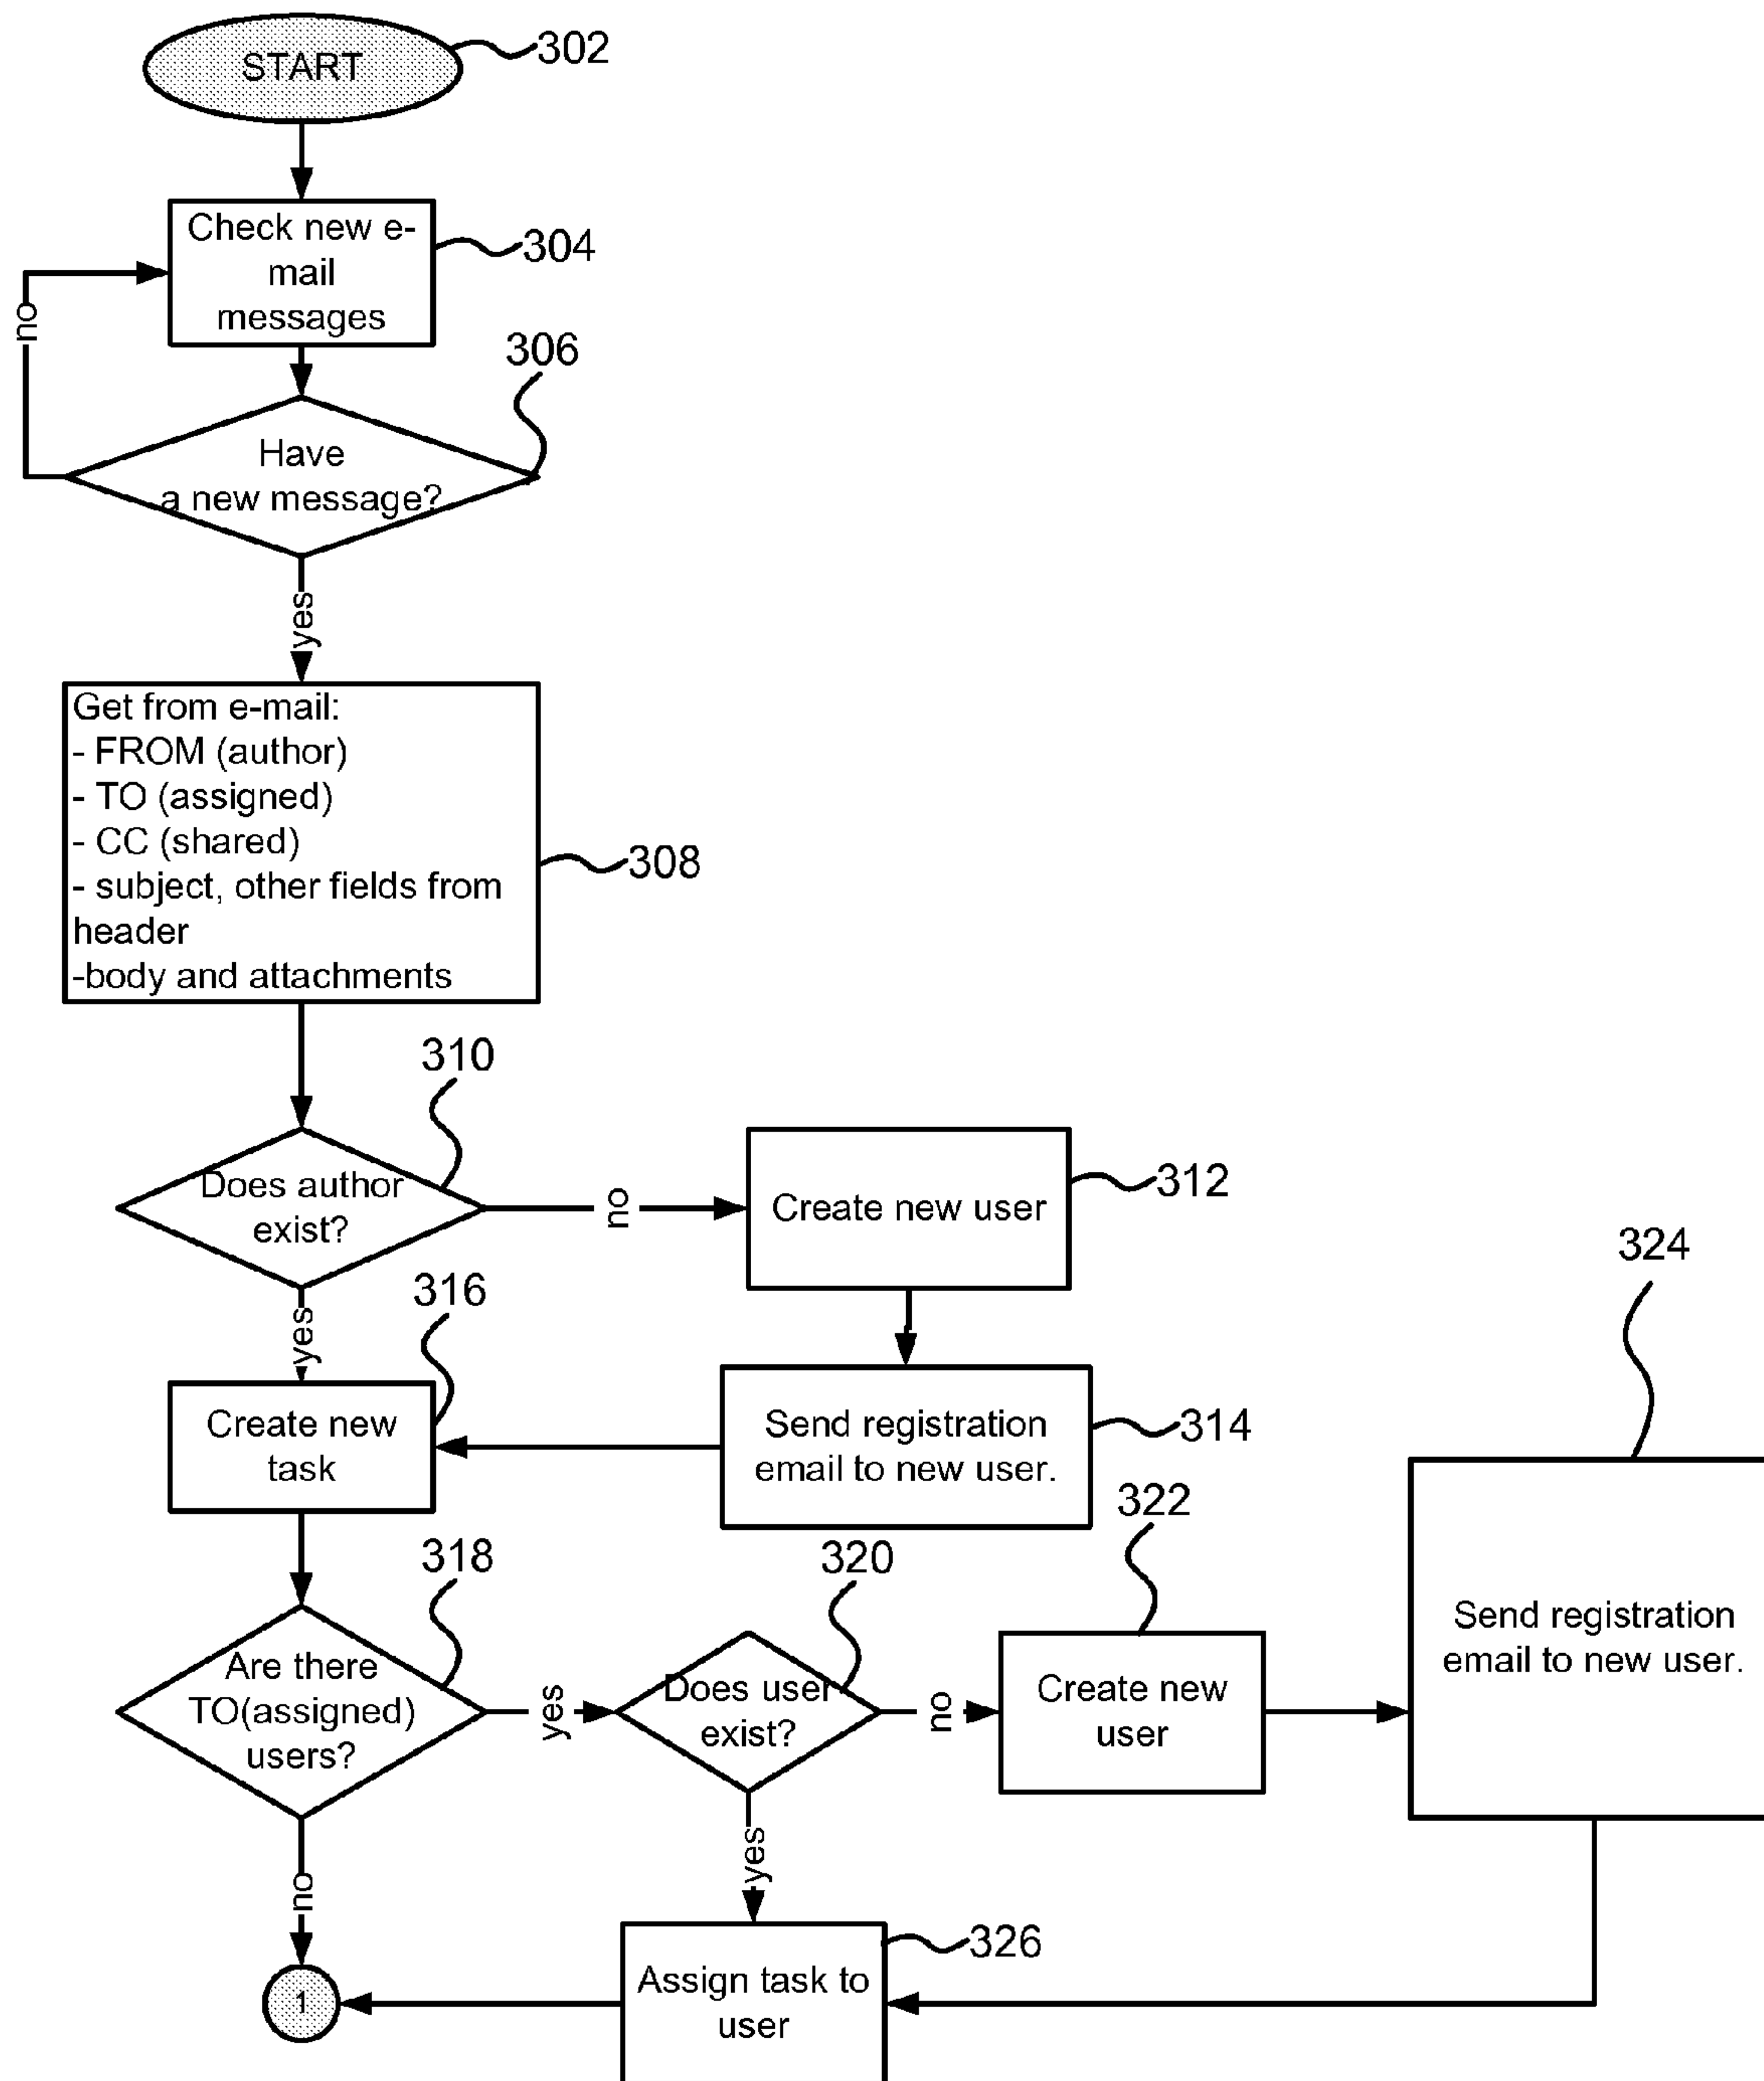 START
302
Check new e-
mail
messages
304
no
306
Have
a new message?
yes
Get from e-mail:
- FROM (author)
- TO (assigned)
- CC (shared)
- subject, other fields from
header
-body and attachments
308
310
Does author
exist?
no
Create new user
312
yes
316
Create new
task
Send registration
email to new user.
314
324
Send registration
email to new user.
318
Are there
TO(assigned)
users?
yes
320
Does user
exist?
no
322
Create new
user
yes
no
1
Assign task to
user
326